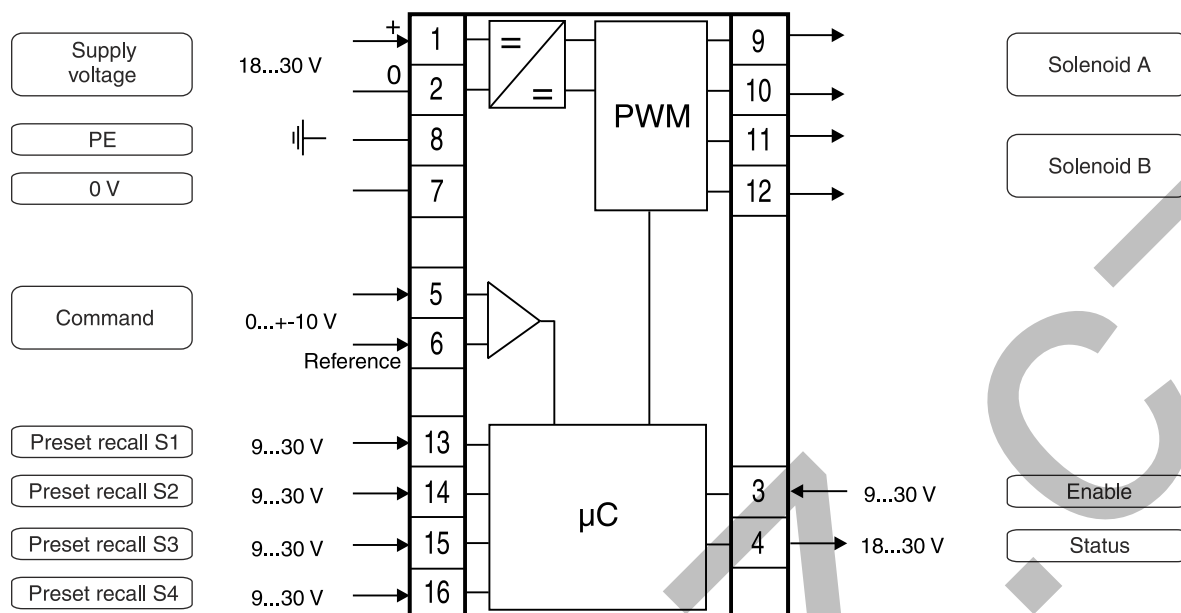 Supply
voltage
18...30 V
+
0
1
2
=
=
PWM
9
10
11
12
Solenoid A
Solenoid B
PE
8
0 V
7
Command
0...+-10 V
Reference
5
6
Preset recall S1
9...30 V
13
Preset recall S2
9...30 V
14
Preset recall S3
9...30 V
15
Preset recall S4
9...30 V
16
µC
3
9...30 V
Enable
4
18...30 V
Status